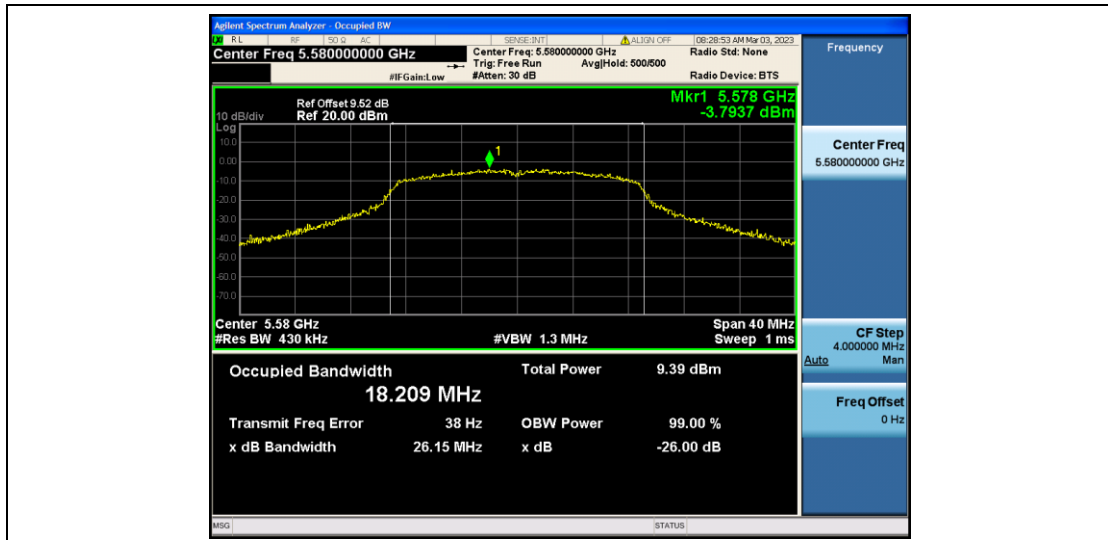 Agilent Spectrum Analyzer - Occupied BW
RL RF 50 Ω AC SENSE:INT ALIGN OFF 08:28:53 AM Mar 03, 2023
Center Freq 5.580000000 GHz
Center Freq: 5.580000000 GHz Radio Std: None
Trig: Free Run Avg|Hold: 500/500
#IFGain:Low #Atten: 30 dB Radio Device: BTS
Mkr1 5.578 GHz
-3.7937 dBm
Ref Offset 9.52 dB
10 dB/div Ref 20.00 dBm
Log
10.0
0.00
-10.0
-20.0
-30.0
-40.0
-50.0
-60.0
-70.0
1
Center 5.58 GHz Span 40 MHz
#Res BW 430 kHz #VBW 1.3 MHz Sweep 1 ms
Occupied Bandwidth Total Power 9.39 dBm
18.209 MHz
Transmit Freq Error 38 Hz OBW Power 99.00 %
x dB Bandwidth 26.15 MHz x dB -26.00 dB
MSG STATUS
Frequency
Center Freq
5.580000000 GHz
CF Step
4.000000 MHz
Auto Man
Freq Offset
0 Hz